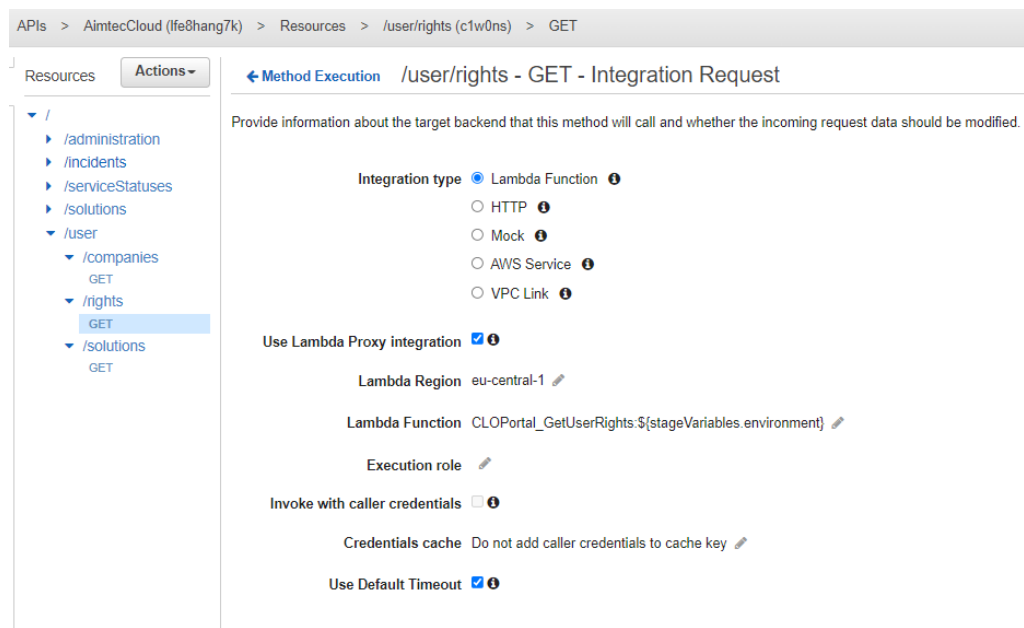 APIs > AimtecCloud (lfe8hang7k) > Resources > /user/rights (c1w0ns) > GET
Resources
Actions
/
/administration
/incidents
/serviceStatuses
/solutions
/user
/companies
GET
/rights
GET
/solutions
GET
Method Execution /user/rights - GET - Integration Request
Provide information about the target backend that this method will call and whether the incoming request data should be modified.
Integration type Lambda Function
HTTP
Mock
AWS Service
VPC Link
Use Lambda Proxy integration
Lambda Region eu-central-1
Lambda Function CLOPortal_GetUserRights:${stageVariables.environment}
Execution role
Invoke with caller credentials
Credentials cache Do not add caller credentials to cache key
Use Default Timeout